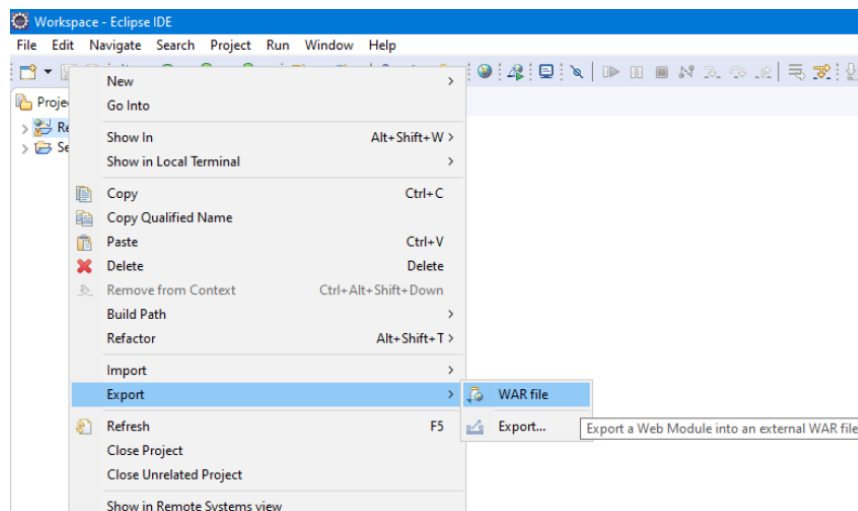 Workspace - Eclipse IDE
File Edit Navigate Search Project Run Window Help
New
Go Into
Show In Alt+Shift+W >
Show in Local Terminal >
Copy Ctrl+C
Copy Qualified Name
Paste Ctrl+V
Delete Delete
Remove from Context Ctrl+Alt+Shift+Down
Build Path
Refactor Alt+Shift+T >
Import
Export WAR file
Refresh F5 Export... Export a Web Module into an external WAR file
Close Project
Close Unrelated Project
Show in Remote Systems view